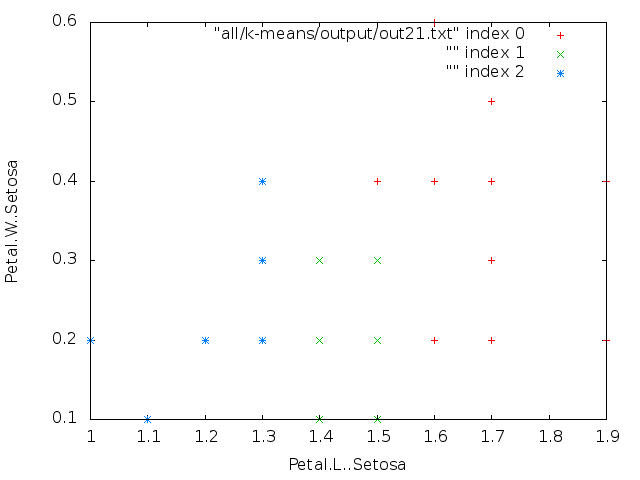 "all/k-means/output/out21.txt" index 0
"" index 1
"" index 2
0.6
0.5
0.4
0.3
0.2
0.1
Petal.W..Setosa
1 1.1 1.2 1.3 1.4 1.5 1.6 1.7 1.8 1.9
Petal.L..Setosa